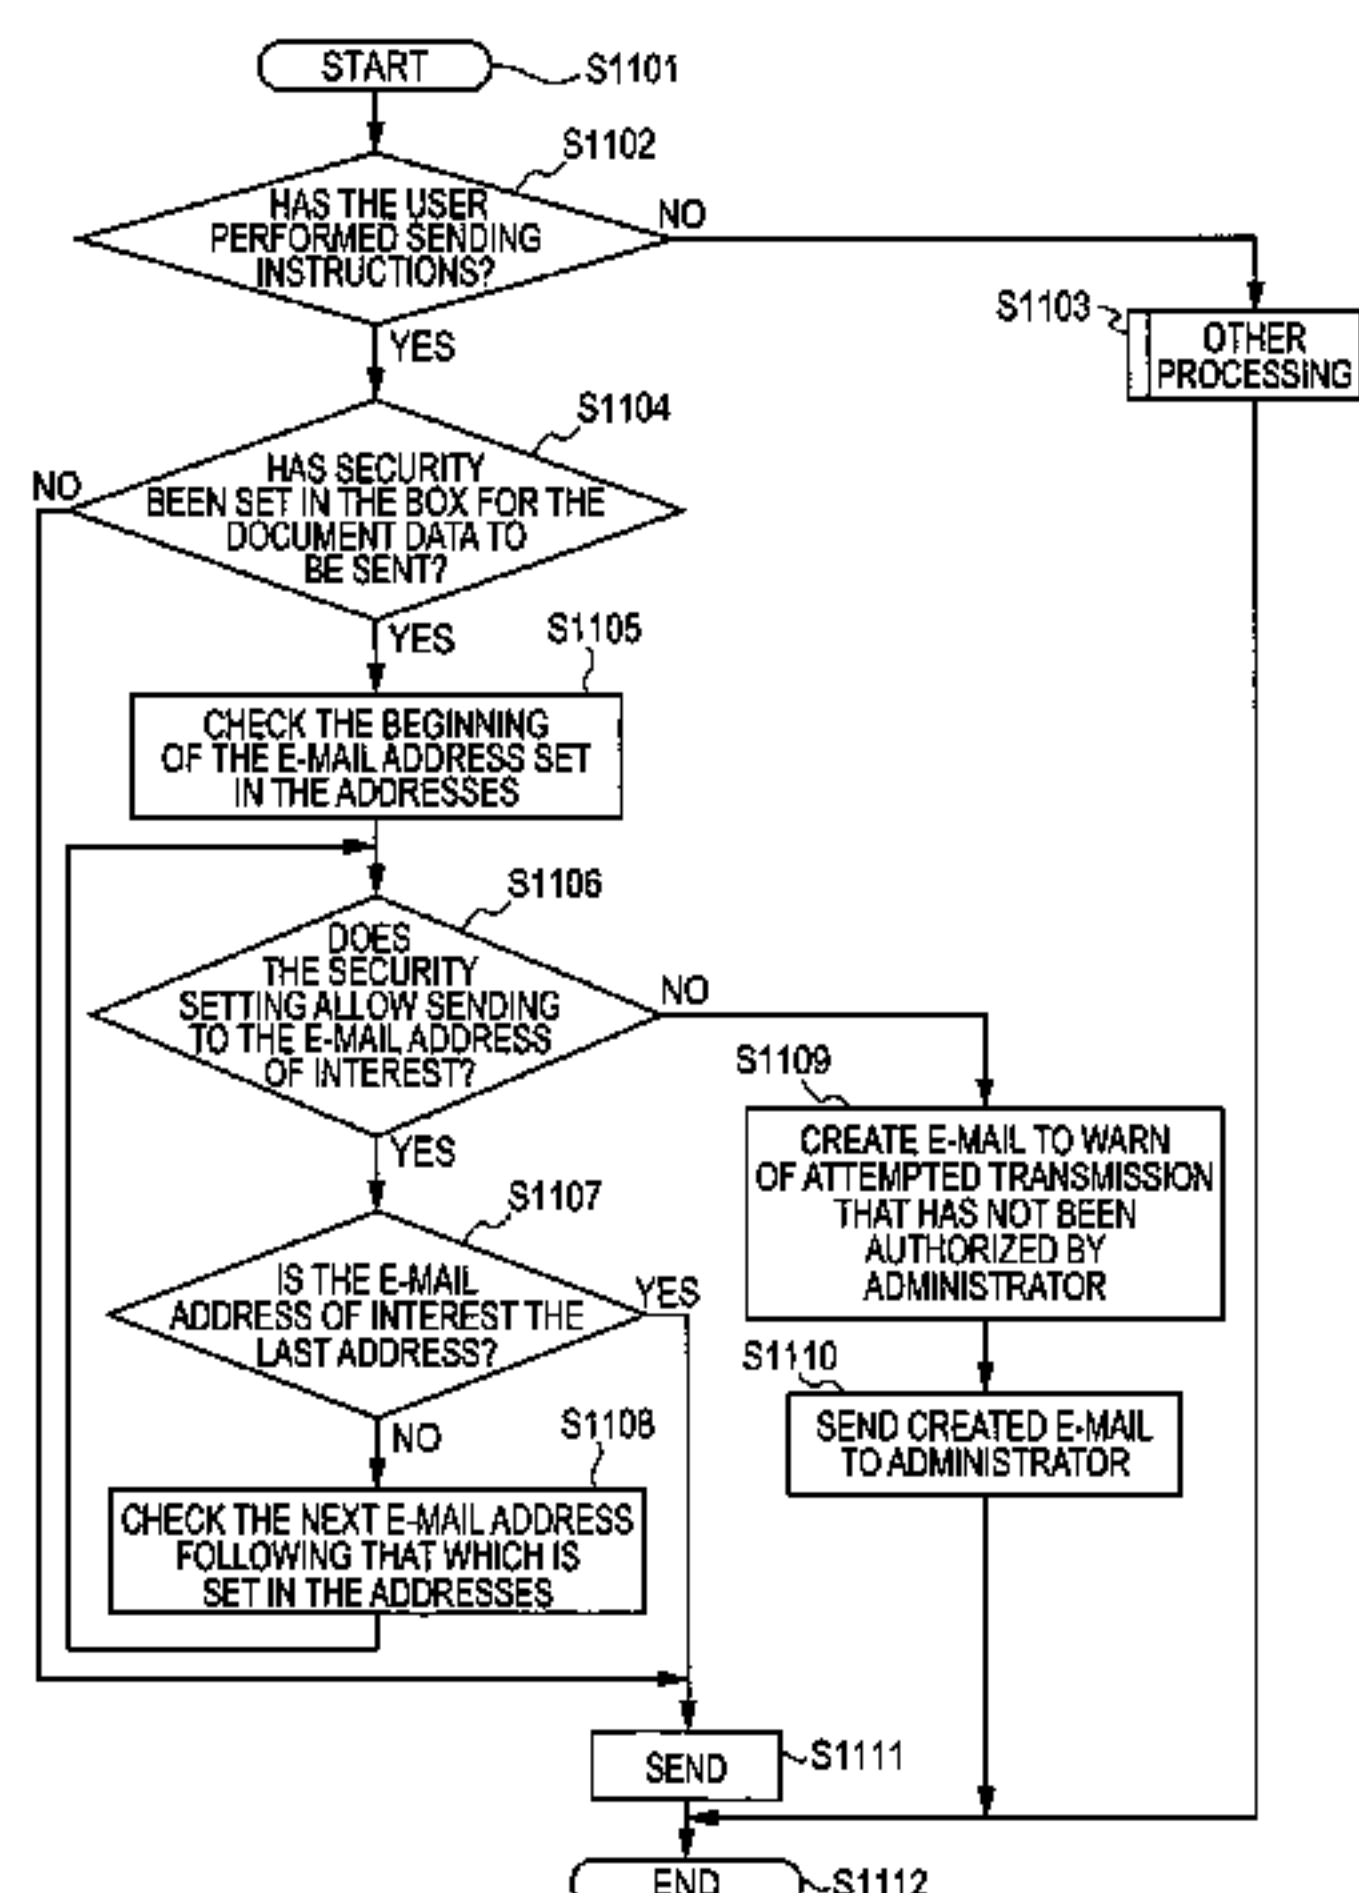 START
S1101
S1102
HAS THE USER
PERFORMED SENDING
INSTRUCTIONS?
NO
YES
S1103
OTHER
PROCESSING
S1104
HAS SECURITY
BEEN SET IN THE BOX FOR THE
DOCUMENT DATA TO
BE SENT?
NO
YES
S1105
CHECK THE BEGINNING
OF THE E-MAIL ADDRESS SET
IN THE ADDRESSES
S1106
DOES
THE SECURITY
SETTING ALLOW SENDING
TO THE E-MAIL ADDRESS
OF INTEREST?
NO
YES
S1109
CREATE E-MAIL TO WARN
OF ATTEMPTED TRANSMISSION
THAT HAS NOT BEEN
AUTHORIZED BY
ADMINISTRATOR
S1107
IS THE E-MAIL
ADDRESS OF INTEREST THE
LAST ADDRESS?
YES
NO
S1110
SEND CREATED E-MAIL
TO ADMINISTRATOR
S1108
CHECK THE NEXT E-MAIL ADDRESS
FOLLOWING THAT WHICH IS
SET IN THE ADDRESSES
SEND
S1111
END
S1112